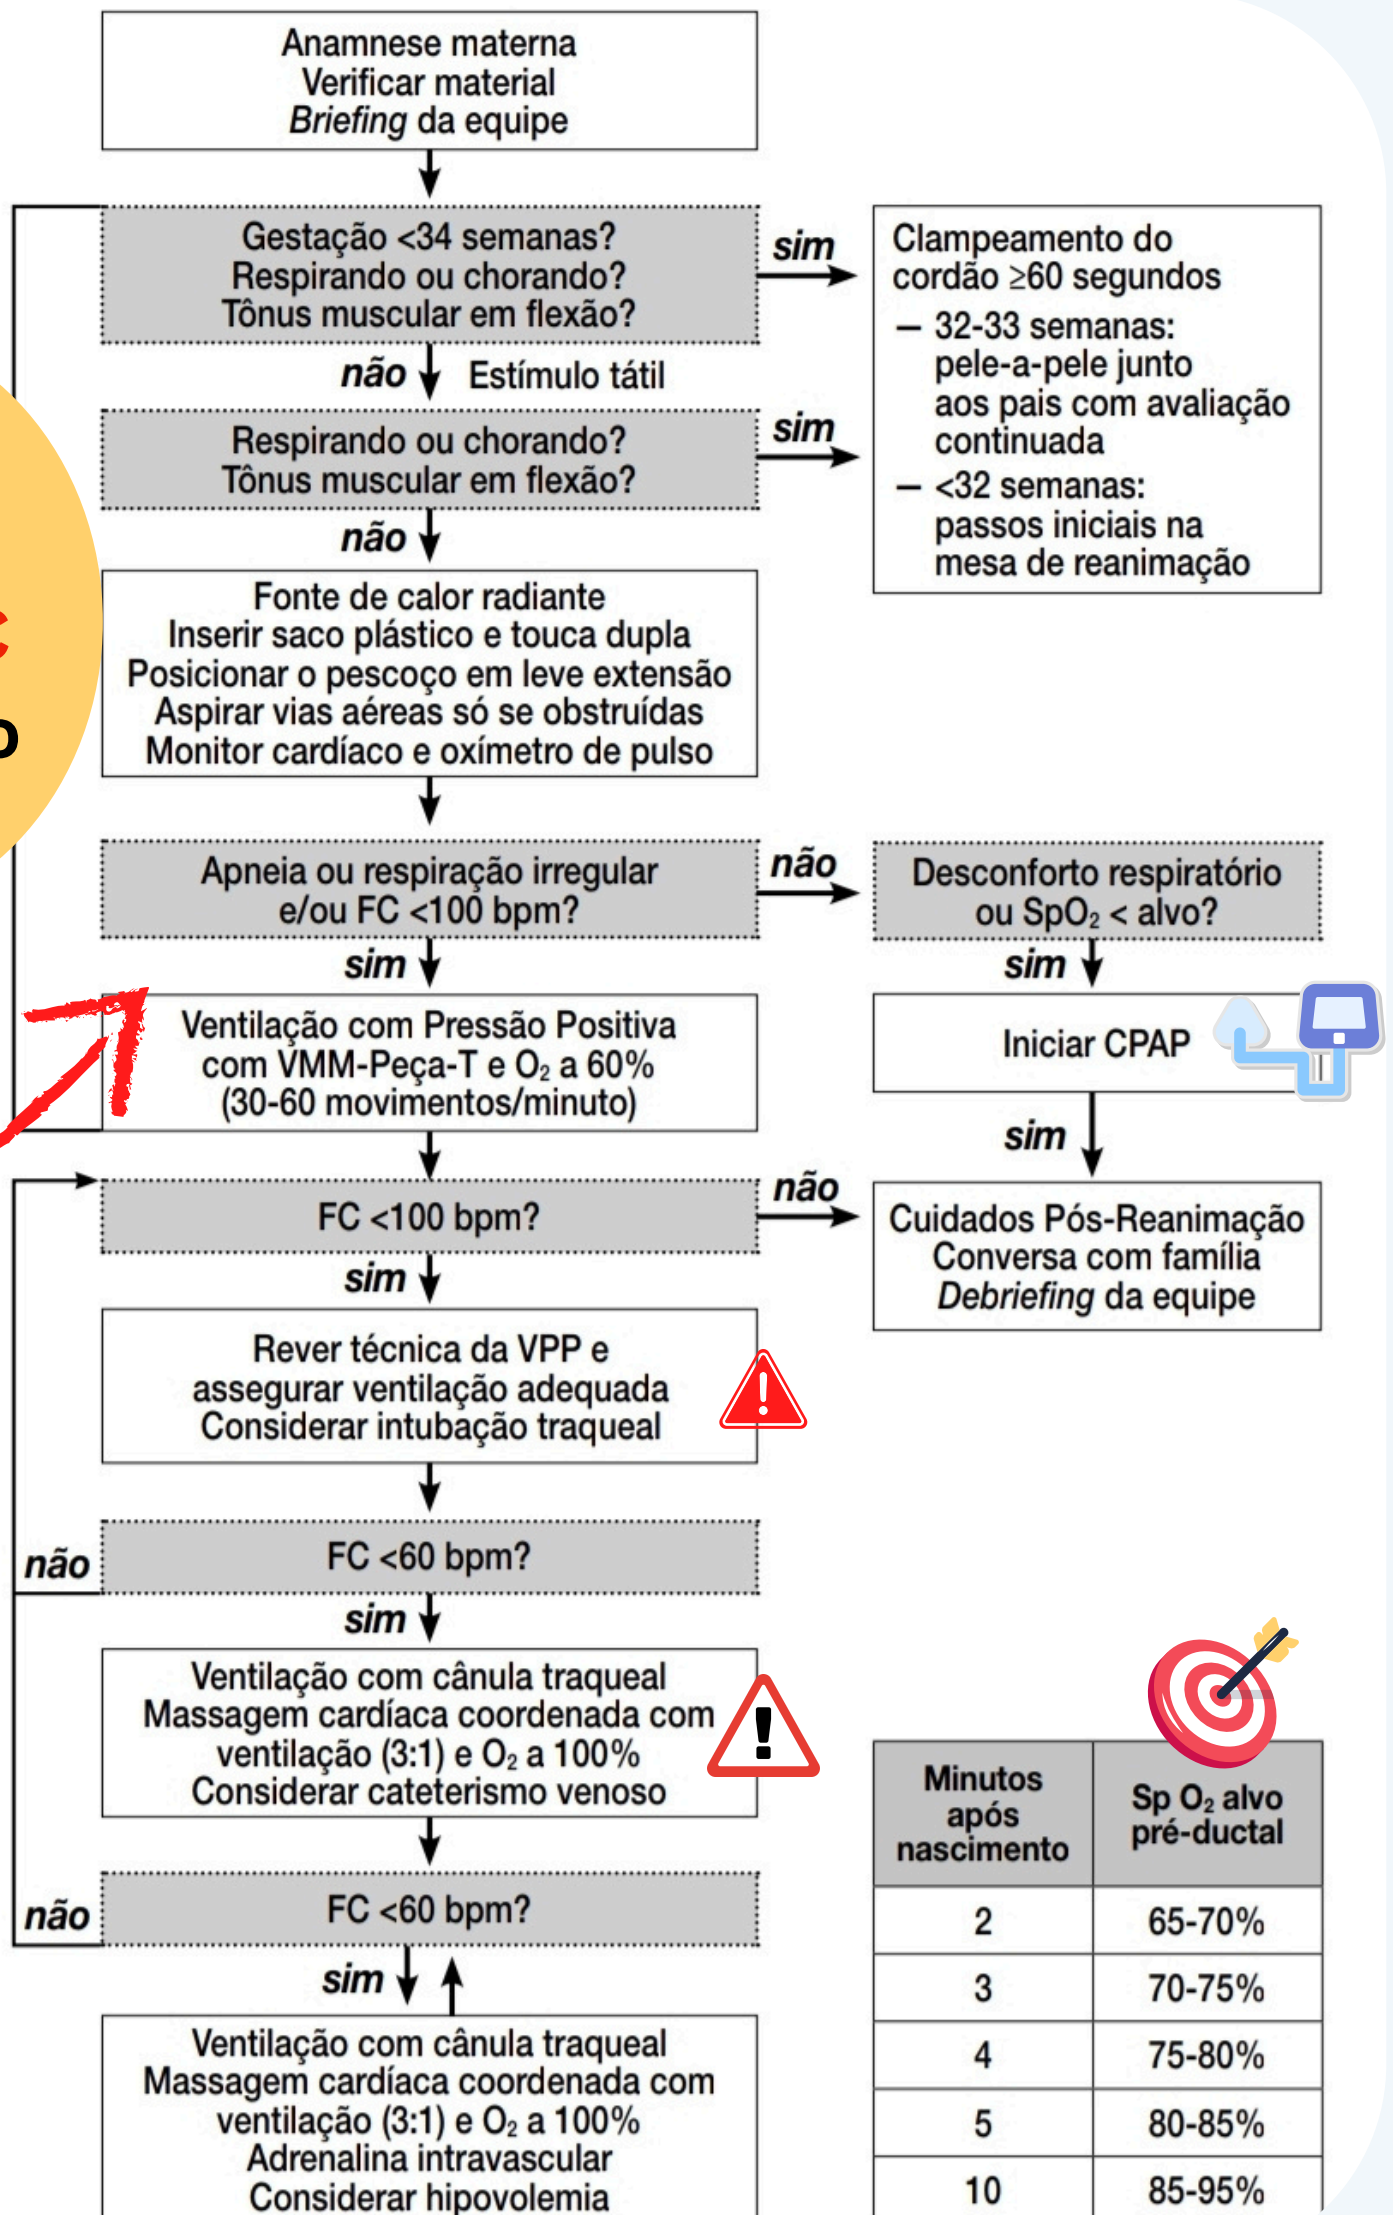 Anamnese materna
Verificar material
Briefing da equipe
Gestação <34 semanas?
Respirando ou chorando?
Tônus muscular em flexão?
sim
Clampeamento do
cordão ≥60 segundos
– 32-33 semanas:
pele-a-pele junto
aos pais com avaliação
continuada
– <32 semanas:
passos iniciais na
mesa de reanimação
não
Estímulo tátil
Respirando ou chorando?
Tônus muscular em flexão?
sim
não
Fonte de calor radiante
Inserir saco plástico e touca dupla
Posicionar o pescoço em leve extensão
Aspirar vias aéreas só se obstruídas
Monitor cardíaco e oxímetro de pulso
Apneia ou respiração irregular
e/ou FC <100 bpm?
não
Desconforto respiratório
ou SpO₂ < alvo?
sim
sim
Ventilação com Pressão Positiva
com VMM-Peça-T e O₂ a 60%
(30-60 movimentos/minuto)
Iniciar CPAP
sim
FC <100 bpm?
não
Cuidados Pós-Reanimação
Conversa com família
Debriefing da equipe
sim
Rever técnica da VPP e
assegurar ventilação adequada
Considerar intubação traqueal
!
FC <60 bpm?
não
sim
Ventilação com cânula traqueal
Massagem cardíaca coordenada com
ventilação (3:1) e O₂ a 100%
Considerar cateterismo venoso
!
FC <60 bpm?
não
sim
Ventilação com cânula traqueal
Massagem cardíaca coordenada com
ventilação (3:1) e O₂ a 100%
Adrenalina intravascular
Considerar hipovolemia
Minutos
após
nascimento
Sp O₂ alvo
pré-ductal
2 65-70%
3 70-75%
4 75-80%
5 80-85%
10 85-95%